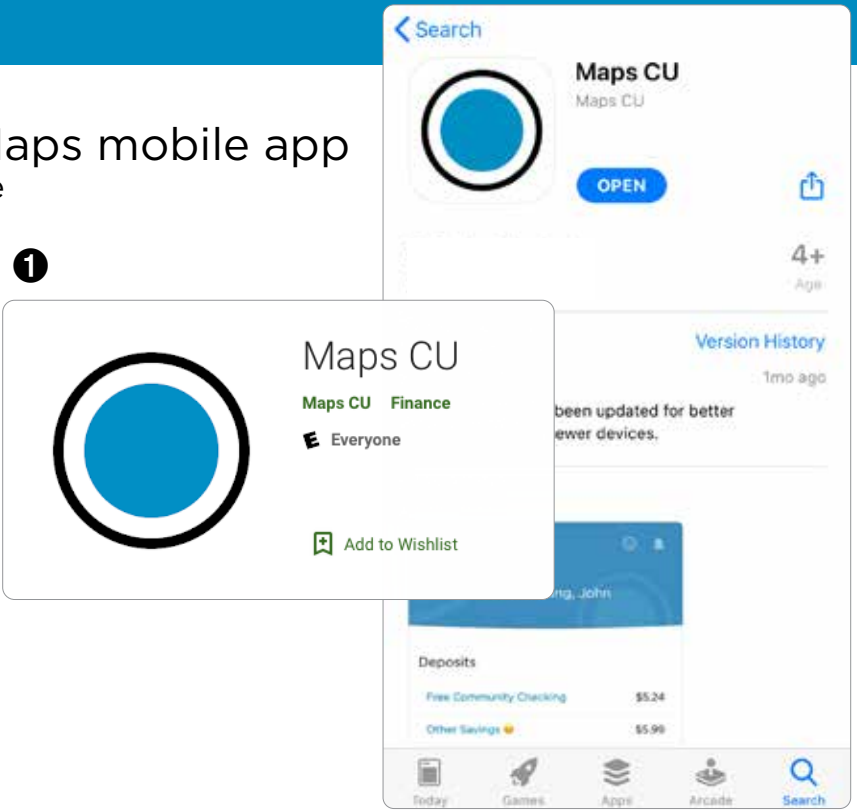 Maps mobile app
e
1
Maps CU
Maps CU Finance
E Everyone
Add to Wishlist
Search
Maps CU
Maps CU
OPEN
4+
Age
Version History
1mo ago
been updated for better
ewer devices.
ng, John
Deposits
Free Community Checking $5.24
Other Savings 😀 $5.99
Today Games Apps Arcade Search